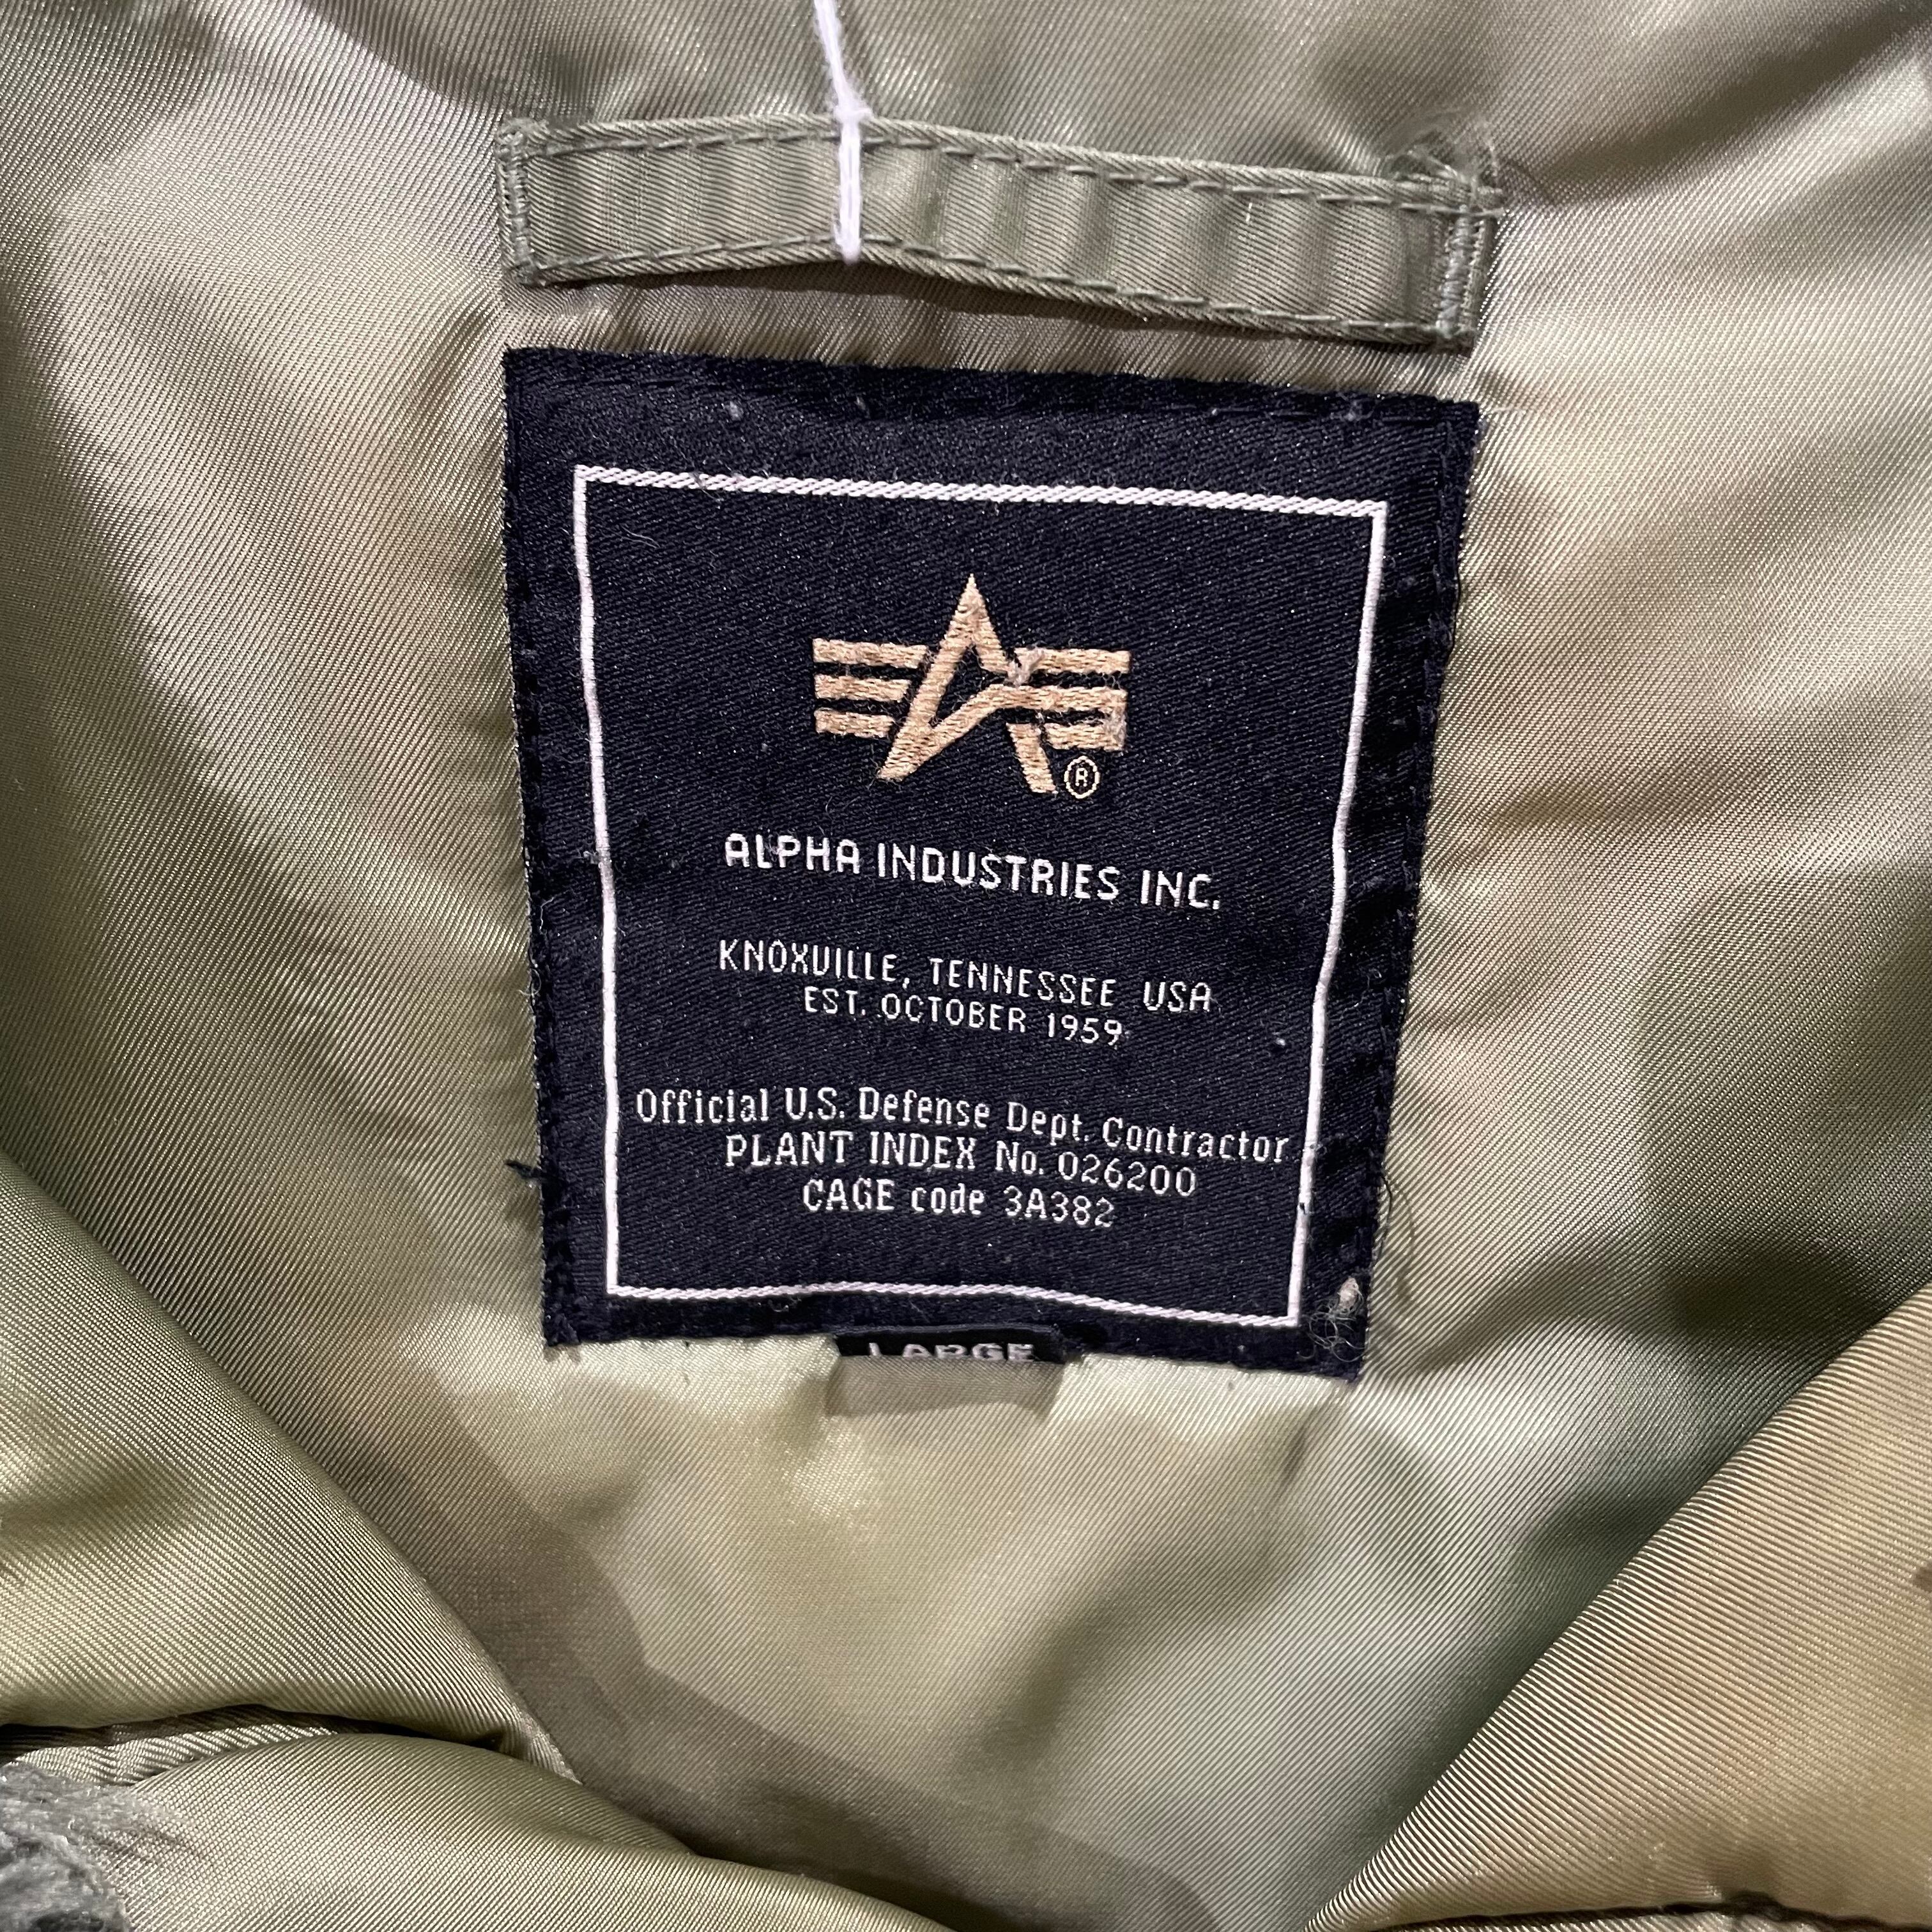 ®
ALPHA INDUSTRIES INC.
KNOXVILLE, TENNESSEE USA
EST. OCTOBER 1959
Official U.S. Defense Dept. Contractor
PLANT INDEX No. 026200
CAGE code 3A382
LARGE